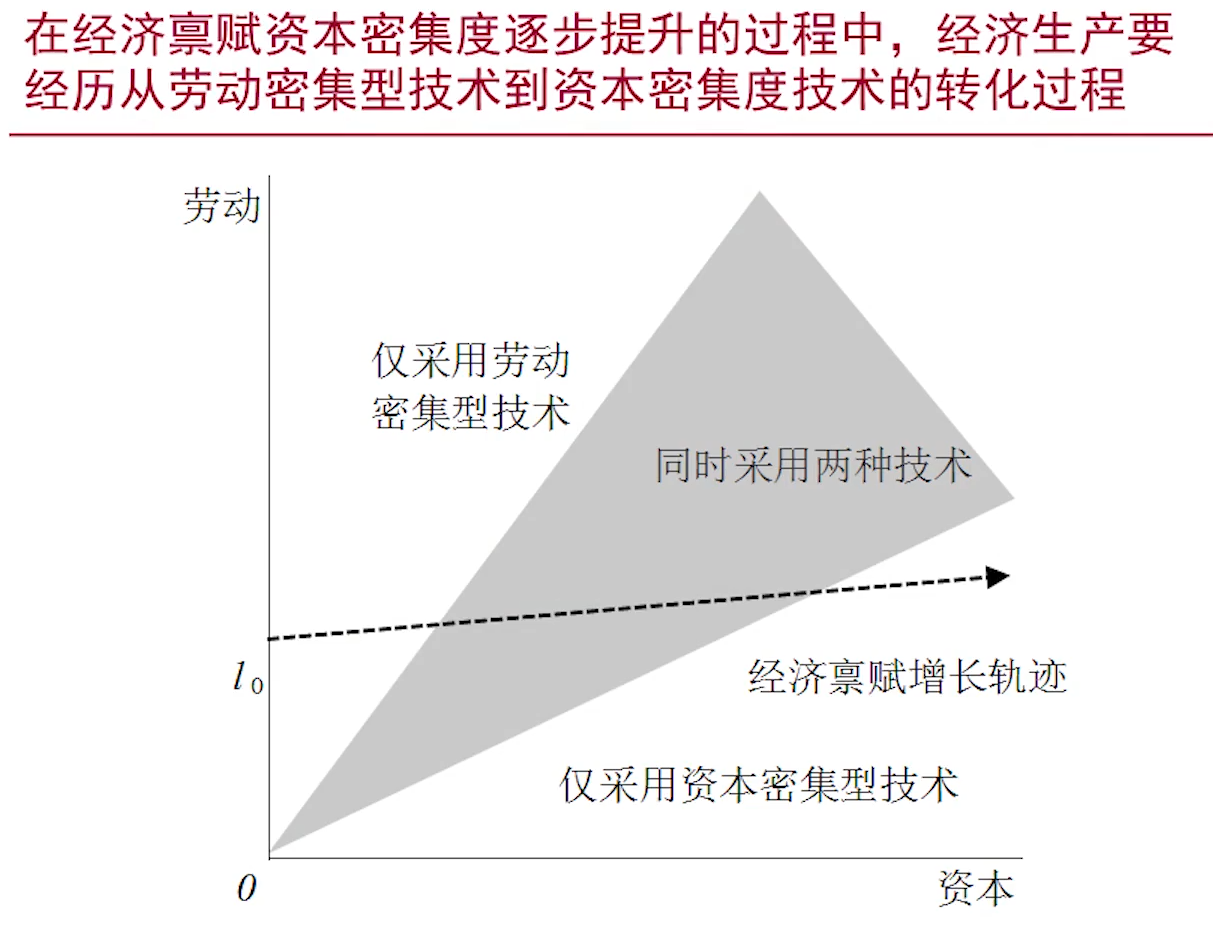 在经济禀赋资本密集度逐步提升的过程中，经济生产要
经历从劳动密集型技术到资本密集度技术的转化过程
劳动
仅采用劳动
密集型技术
同时采用两种技术
l₀
经济禀赋增长轨迹
仅采用资本密集型技术
0
资本